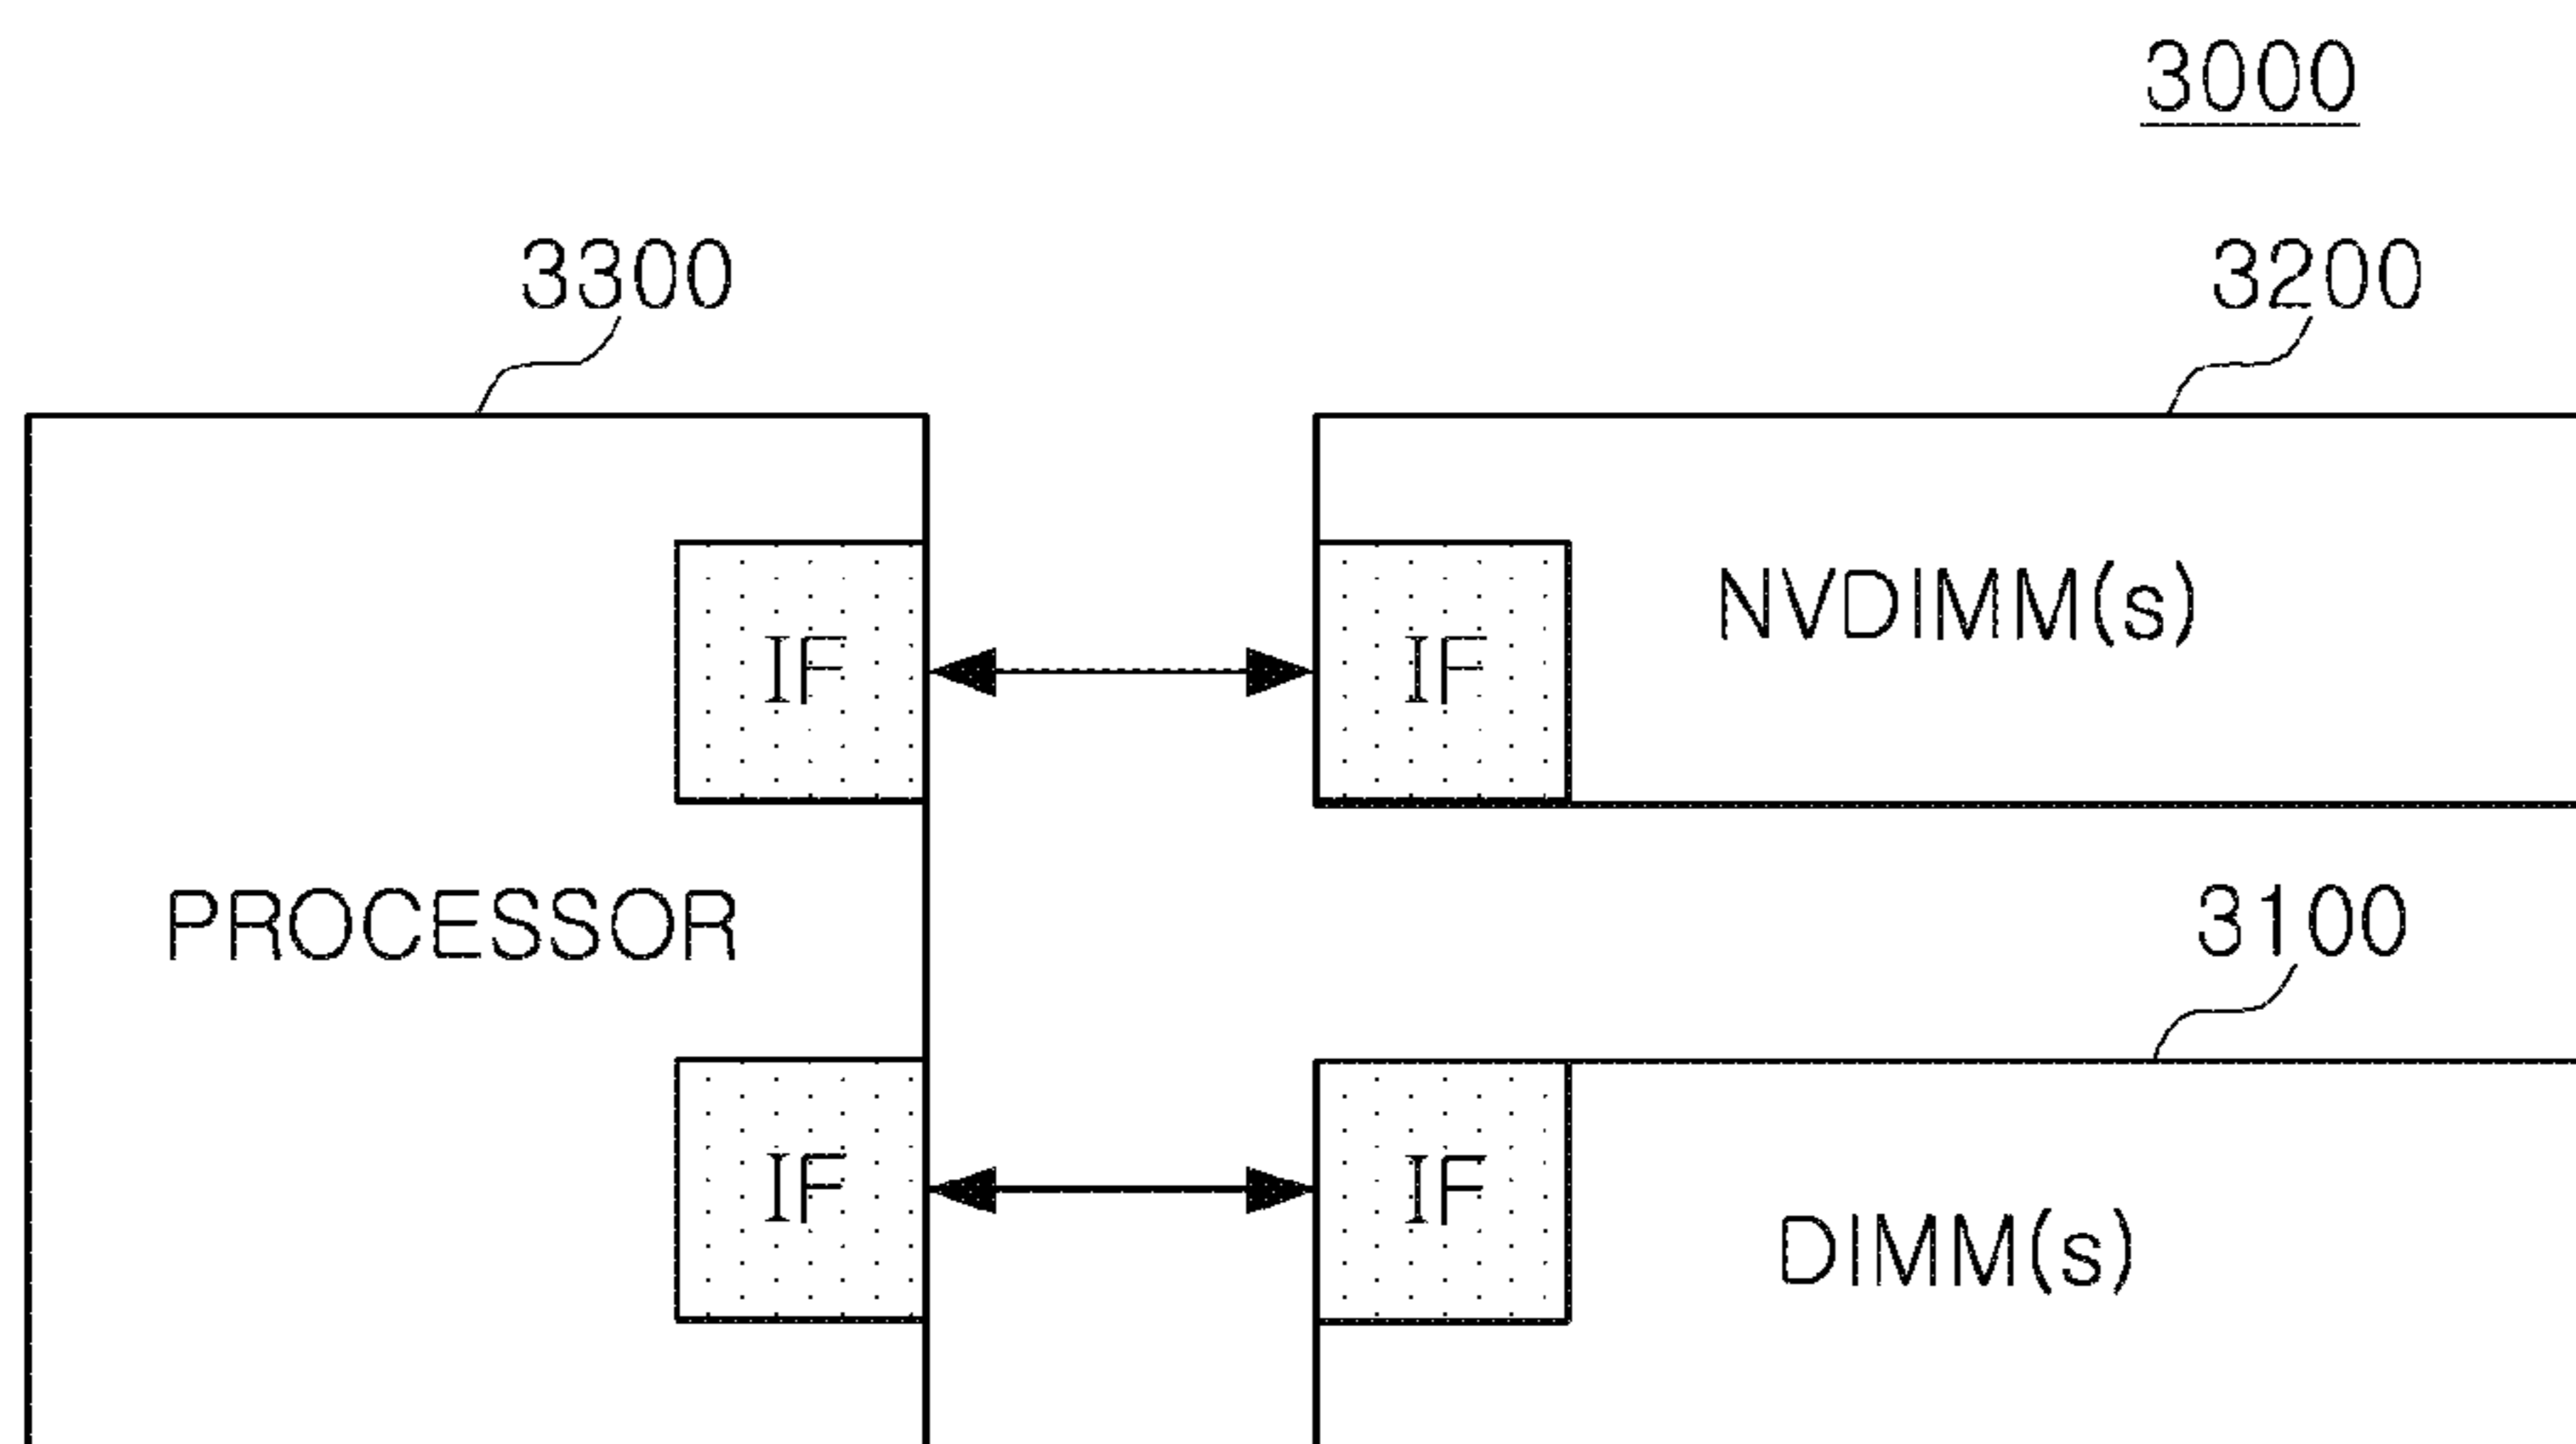 3000
3300
3200
IF
IF
NVDIMM(s)
PROCESSOR
3100
IF
IF
DIMM(s)